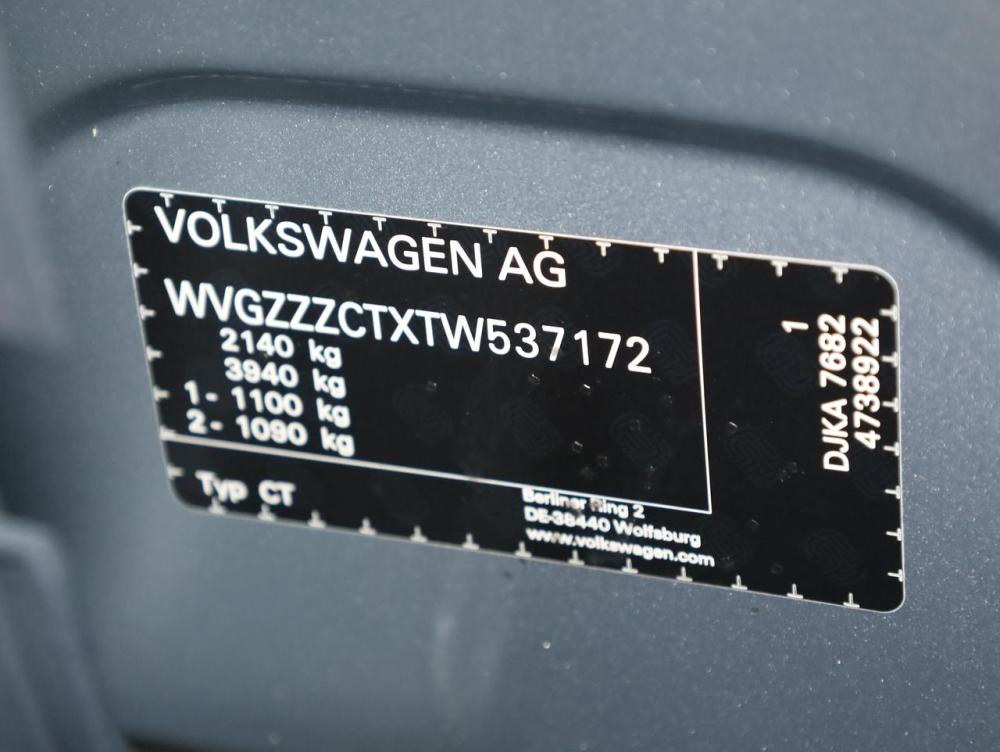 VOLKSWAGEN AG
WVGZZZCTXTW537172
2140 kg
3940 kg
1- 1100 kg
2- 1090 kg
Typ CT
Berliner Ring 2
DE-38440 Wolfsburg
www.volkswagen.com
1
DJKA 7682
4738922